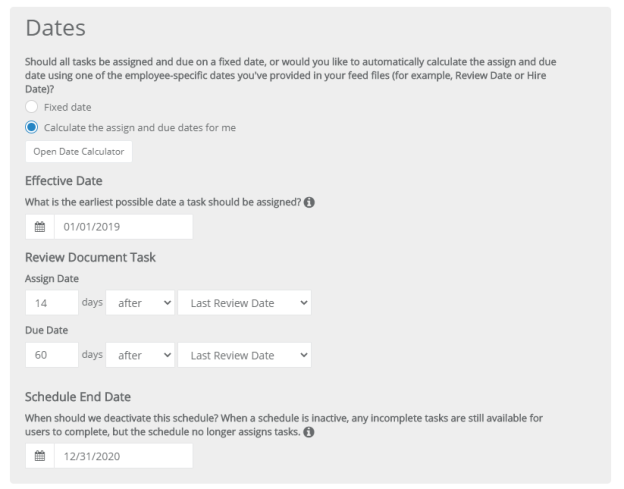 Dates
Should all tasks be assigned and due on a fixed date, or would you like to automatically calculate the assign and due
date using one of the employee-specific dates you've provided in your feed files (for example, Review Date or Hire
Date)?
Fixed date
Calculate the assign and due dates for me
Open Date Calculator
Effective Date
What is the earliest possible date a task should be assigned?
01/01/2019
Review Document Task
Assign Date
14 days after Last Review Date
Due Date
60 days after Last Review Date
Schedule End Date
When should we deactivate this schedule? When a schedule is inactive, any incomplete tasks are still available for
users to complete, but the schedule no longer assigns tasks.
12/31/2020